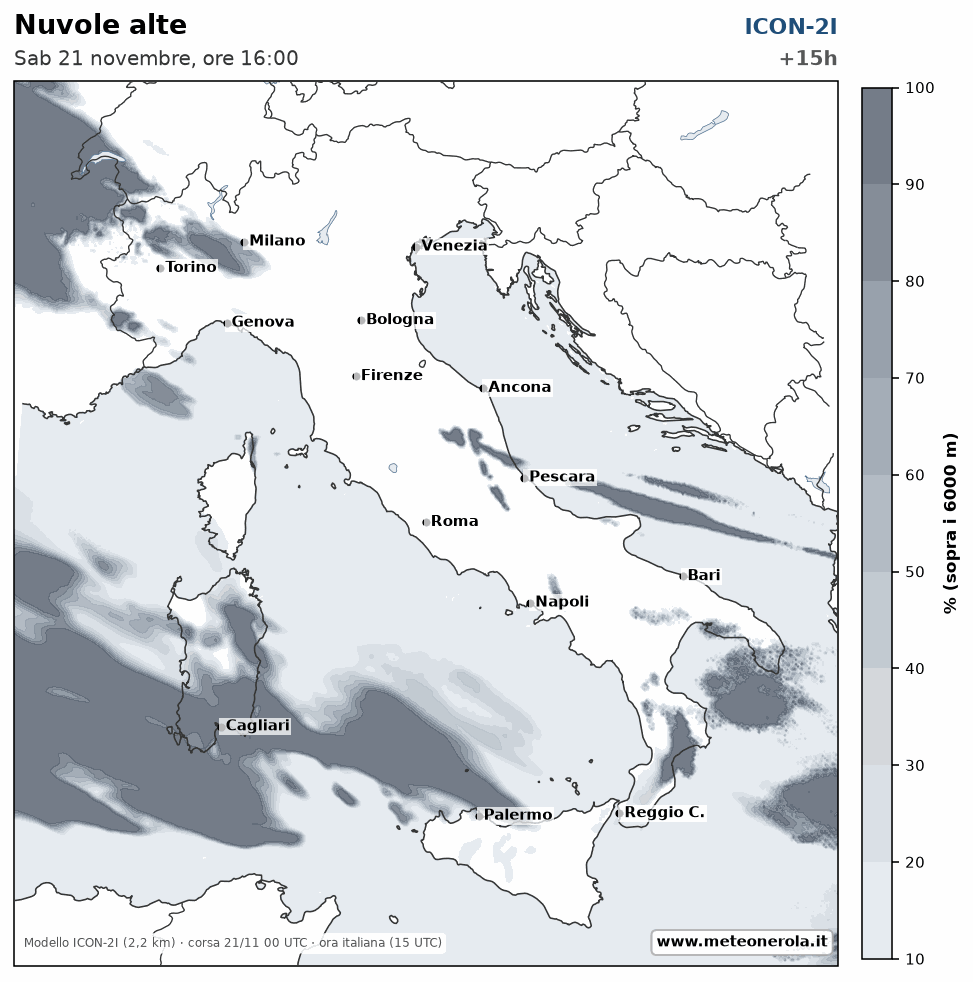 Nuvole alte
ICON-2I
Sab 21 novembre, ore 16:00
+15h
100
90
80
70
60
50
40
30
20
10
% (sopra i 6000 m)
Milano
Venezia
Torino
Genova
Bologna
Firenze
Ancona
Pescara
Roma
Bari
Napoli
Cagliari
Palermo
Reggio C.
Modello ICON-2I (2,2 km) · corsa 21/11 00 UTC · ora italiana (15 UTC)
www.meteonerola.it